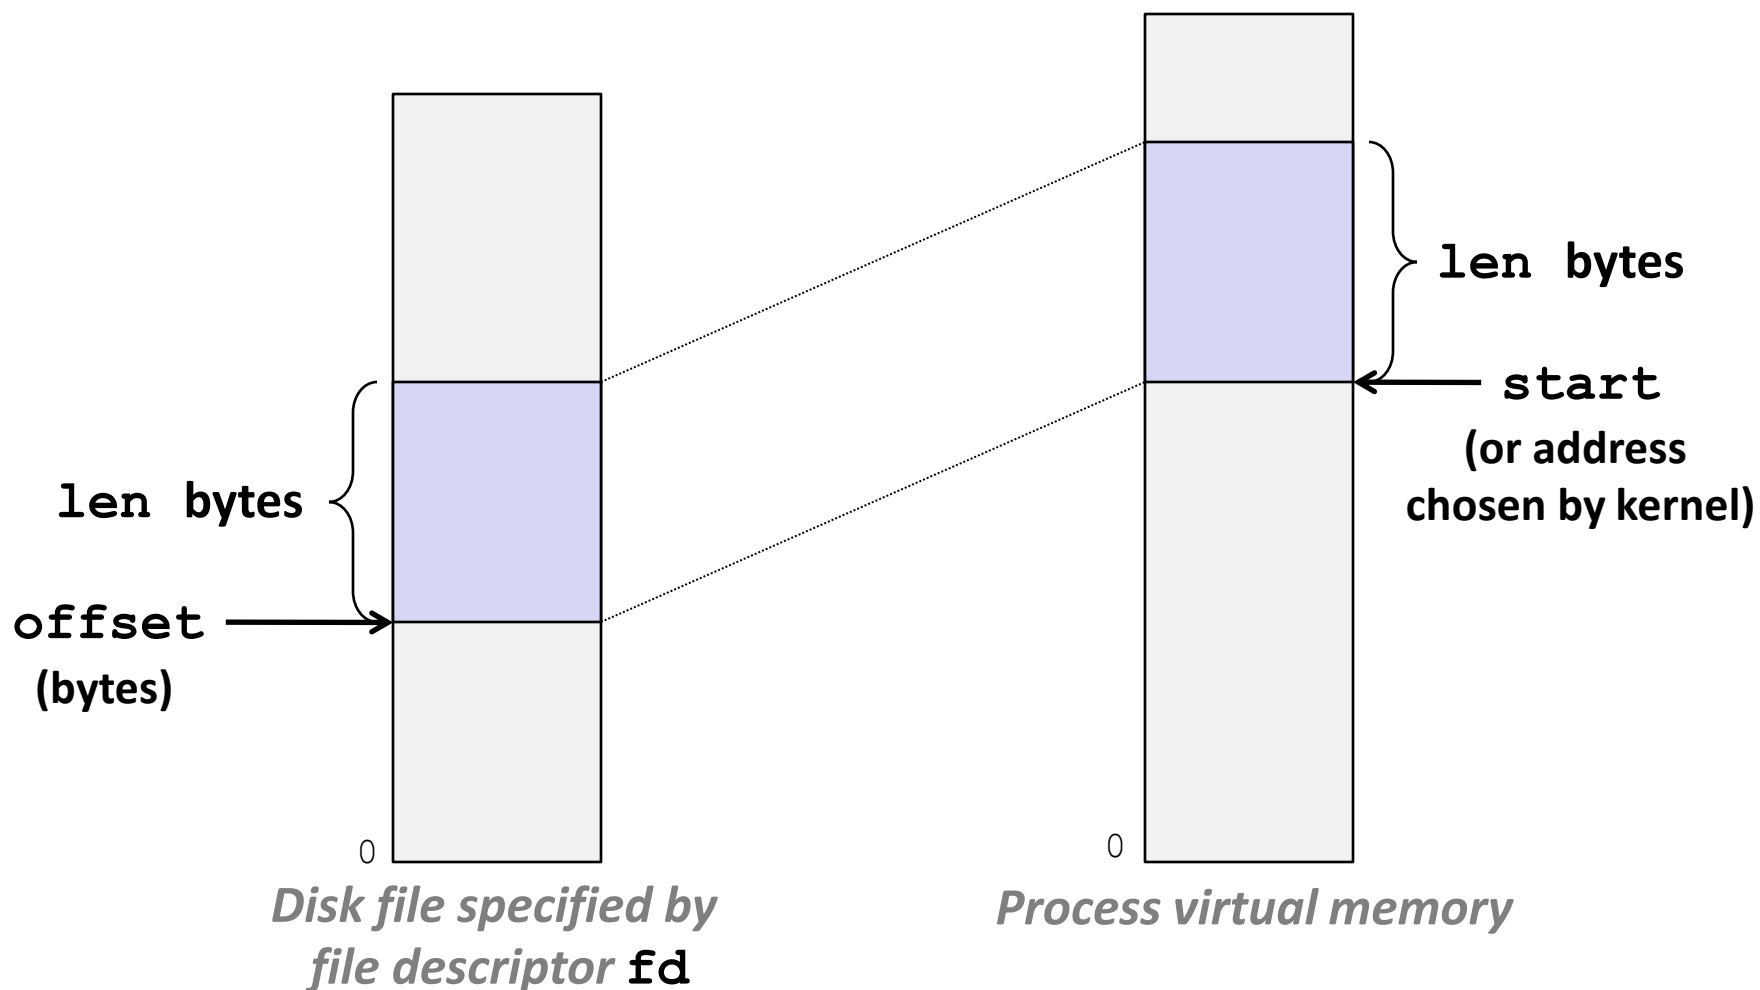 len bytes
start
(or address
chosen by kernel)
len bytes
offset
(bytes)
0
0
Disk file specified by
file descriptor fd
Process virtual memory